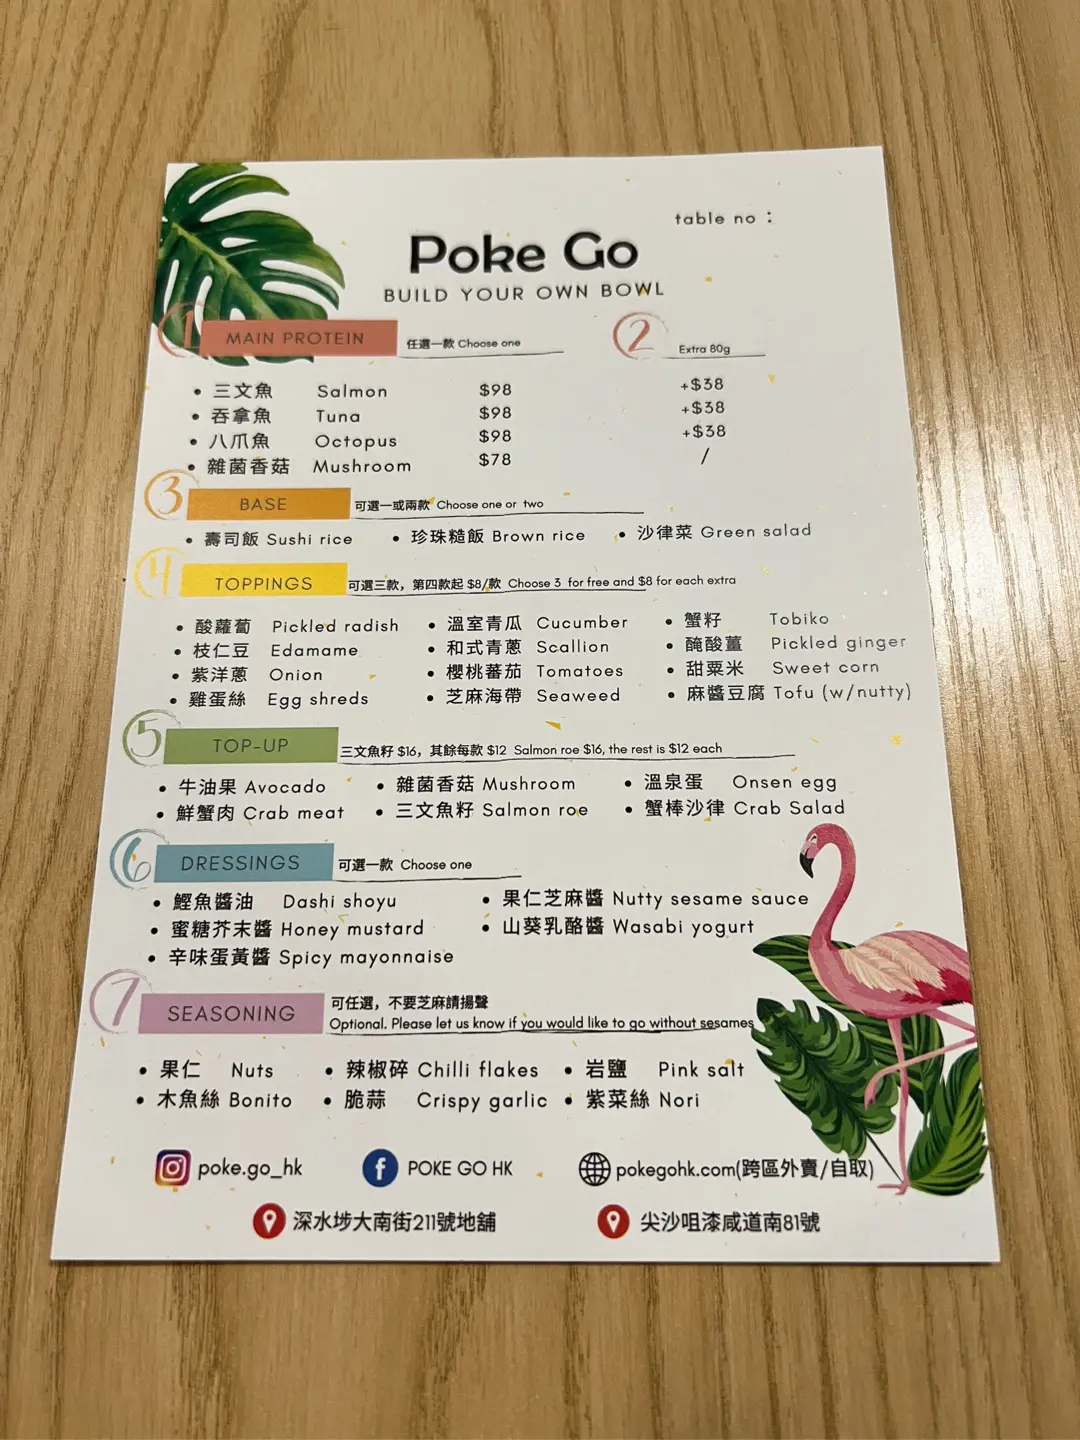 table no：
Poke Go
BUILD YOUR OWN BOWL
1 MAIN PROTEIN 任選一款 Choose one 2 Extra 80g
• 三文魚 Salmon $98 +$38
• 吞拿魚 Tuna $98 +$38
• 八爪魚 Octopus $98 +$38
• 雜菌香菇 Mushroom $78 /
3 BASE 可選一或兩款 Choose one or two
• 壽司飯 Sushi rice • 珍珠糙飯 Brown rice • 沙律菜 Green salad
4 TOPPINGS 可選三款，第四款起 $8/款 Choose 3 for free and $8 for each extra
• 酸蘿蔔 Pickled radish • 溫室青瓜 Cucumber • 蟹籽 Tobiko
• 枝仁豆 Edamame • 和式青蔥 Scallion • 醃酸薑 Pickled ginger
• 紫洋蔥 Onion • 櫻桃蕃茄 Tomatoes • 甜粟米 Sweet corn
• 雞蛋絲 Egg shreds • 芝麻海帶 Seaweed • 麻醬豆腐 Tofu (w/nutty)
5 TOP-UP 三文魚籽 $16，其餘每款 $12 Salmon roe $16, the rest is $12 each
• 牛油果 Avocado • 雜菌香菇 Mushroom • 溫泉蛋 Onsen egg
• 鮮蟹肉 Crab meat • 三文魚籽 Salmon roe • 蟹棒沙律 Crab Salad
6 DRESSINGS 可選一款 Choose one
• 鰹魚醬油 Dashi shoyu • 果仁芝麻醬 Nutty sesame sauce
• 蜜糖芥末醬 Honey mustard • 山葵乳酪醬 Wasabi yogurt
• 辛味蛋黃醬 Spicy mayonnaise
7 SEASONING 可任選，不要芝麻請揚聲
Optional. Please let us know if you would like to go without sesames
• 果仁 Nuts • 辣椒碎 Chilli flakes • 岩鹽 Pink salt
• 木魚絲 Bonito • 脆蒜 Crispy garlic • 紫菜絲 Nori
poke.go_hk POKE GO HK pokegohk.com(跨區外賣/自取)
深水埗大南街211號地舖 尖沙咀漆咸道南81號